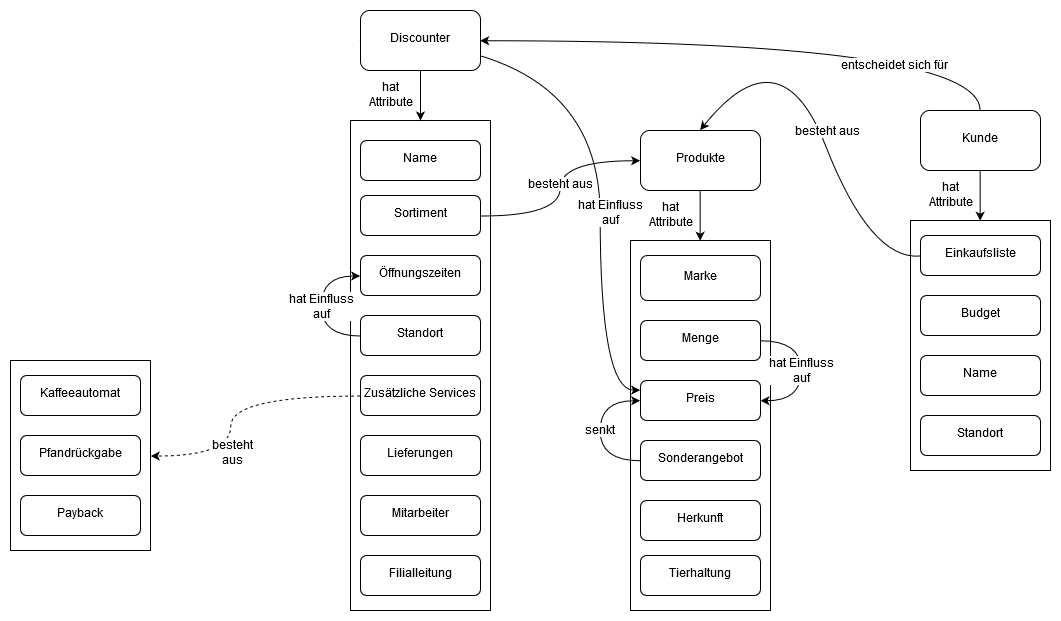 Discounter
entscheidet sich für
hat
Attribute
Kunde
besteht aus
Produkte
Name
hat
Attribute
besteht aus
hat Einfluss
auf
hat
Attribute
Sortiment
Einkaufsliste
Öffnungszeiten
Marke
hat Einfluss
auf
Budget
Standort
Menge
hat Einfluss
auf
Name
Kaffeeautomat
Zusätzliche Services
Preis
senkt
Standort
besteht
aus
Pfandrückgabe
Lieferungen
Sonderangebot
Payback
Mitarbeiter
Herkunft
Filialleitung
Tierhaltung